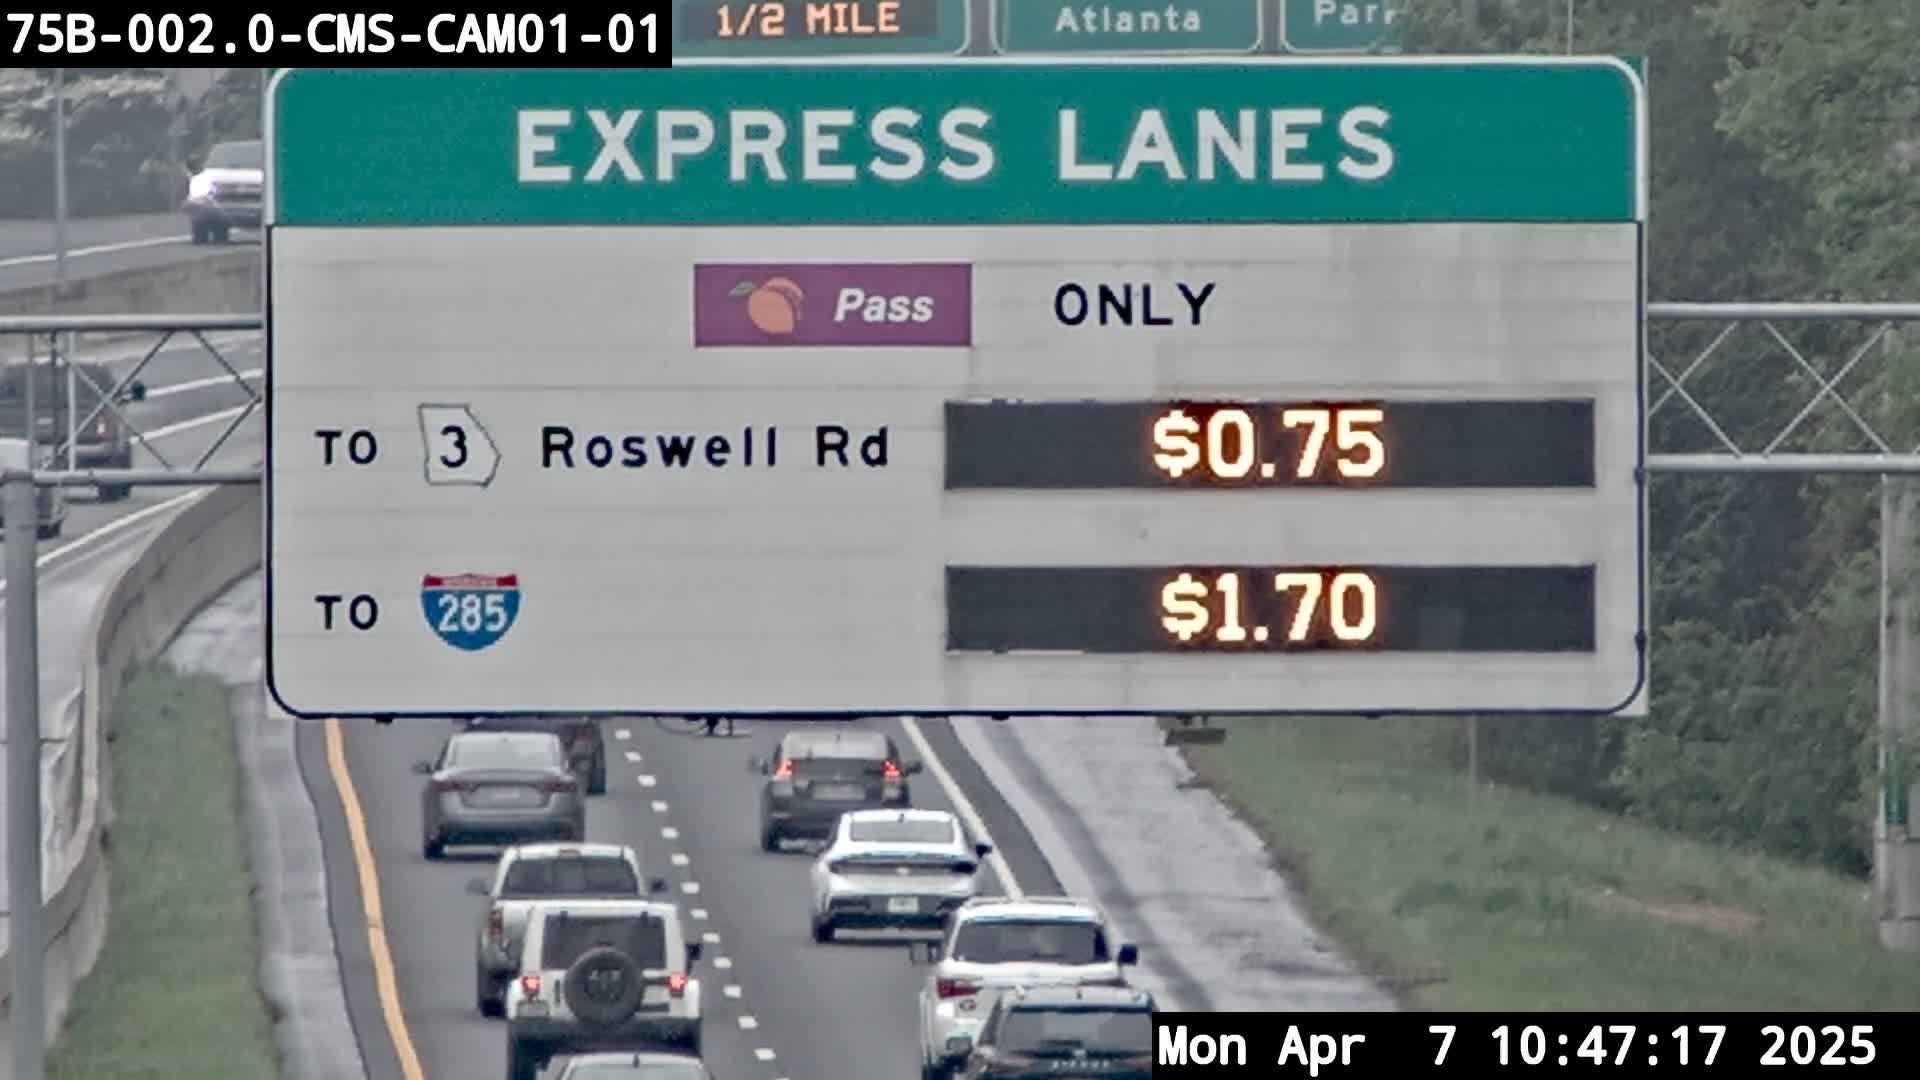 75B-002.0-CMS-CAM01-01
1/2 MILE
Atlanta
EXPRESS LANES
Pass ONLY
TO 3 Roswell Rd $0.75
TO 285 $1.70
Mon Apr 7 10:47:17 2025